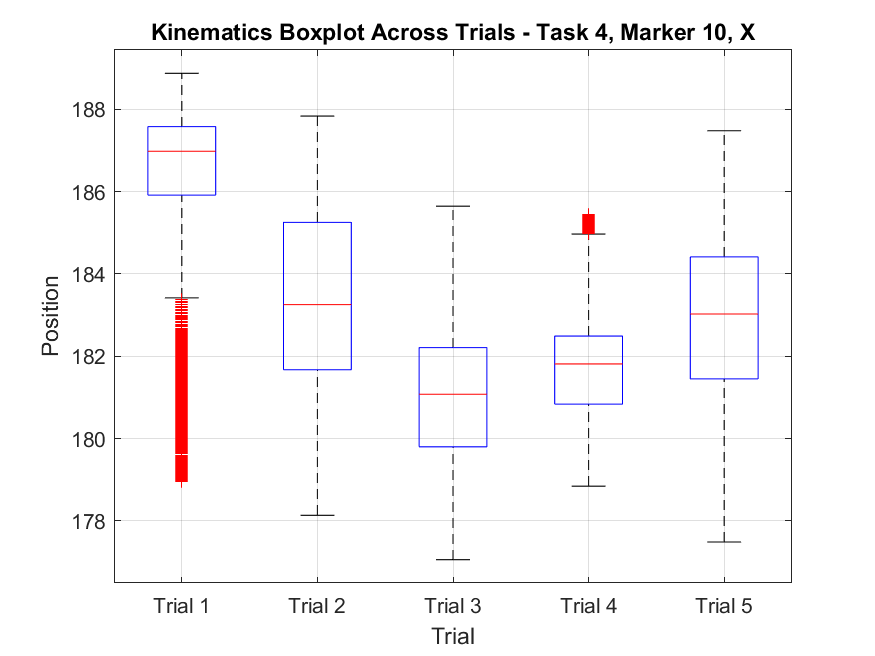 Kinematics Boxplot Across Trials - Task 4, Marker 10, X
188
186
184
182
180
178
Position
Trial 1 Trial 2 Trial 3 Trial 4 Trial 5
Trial